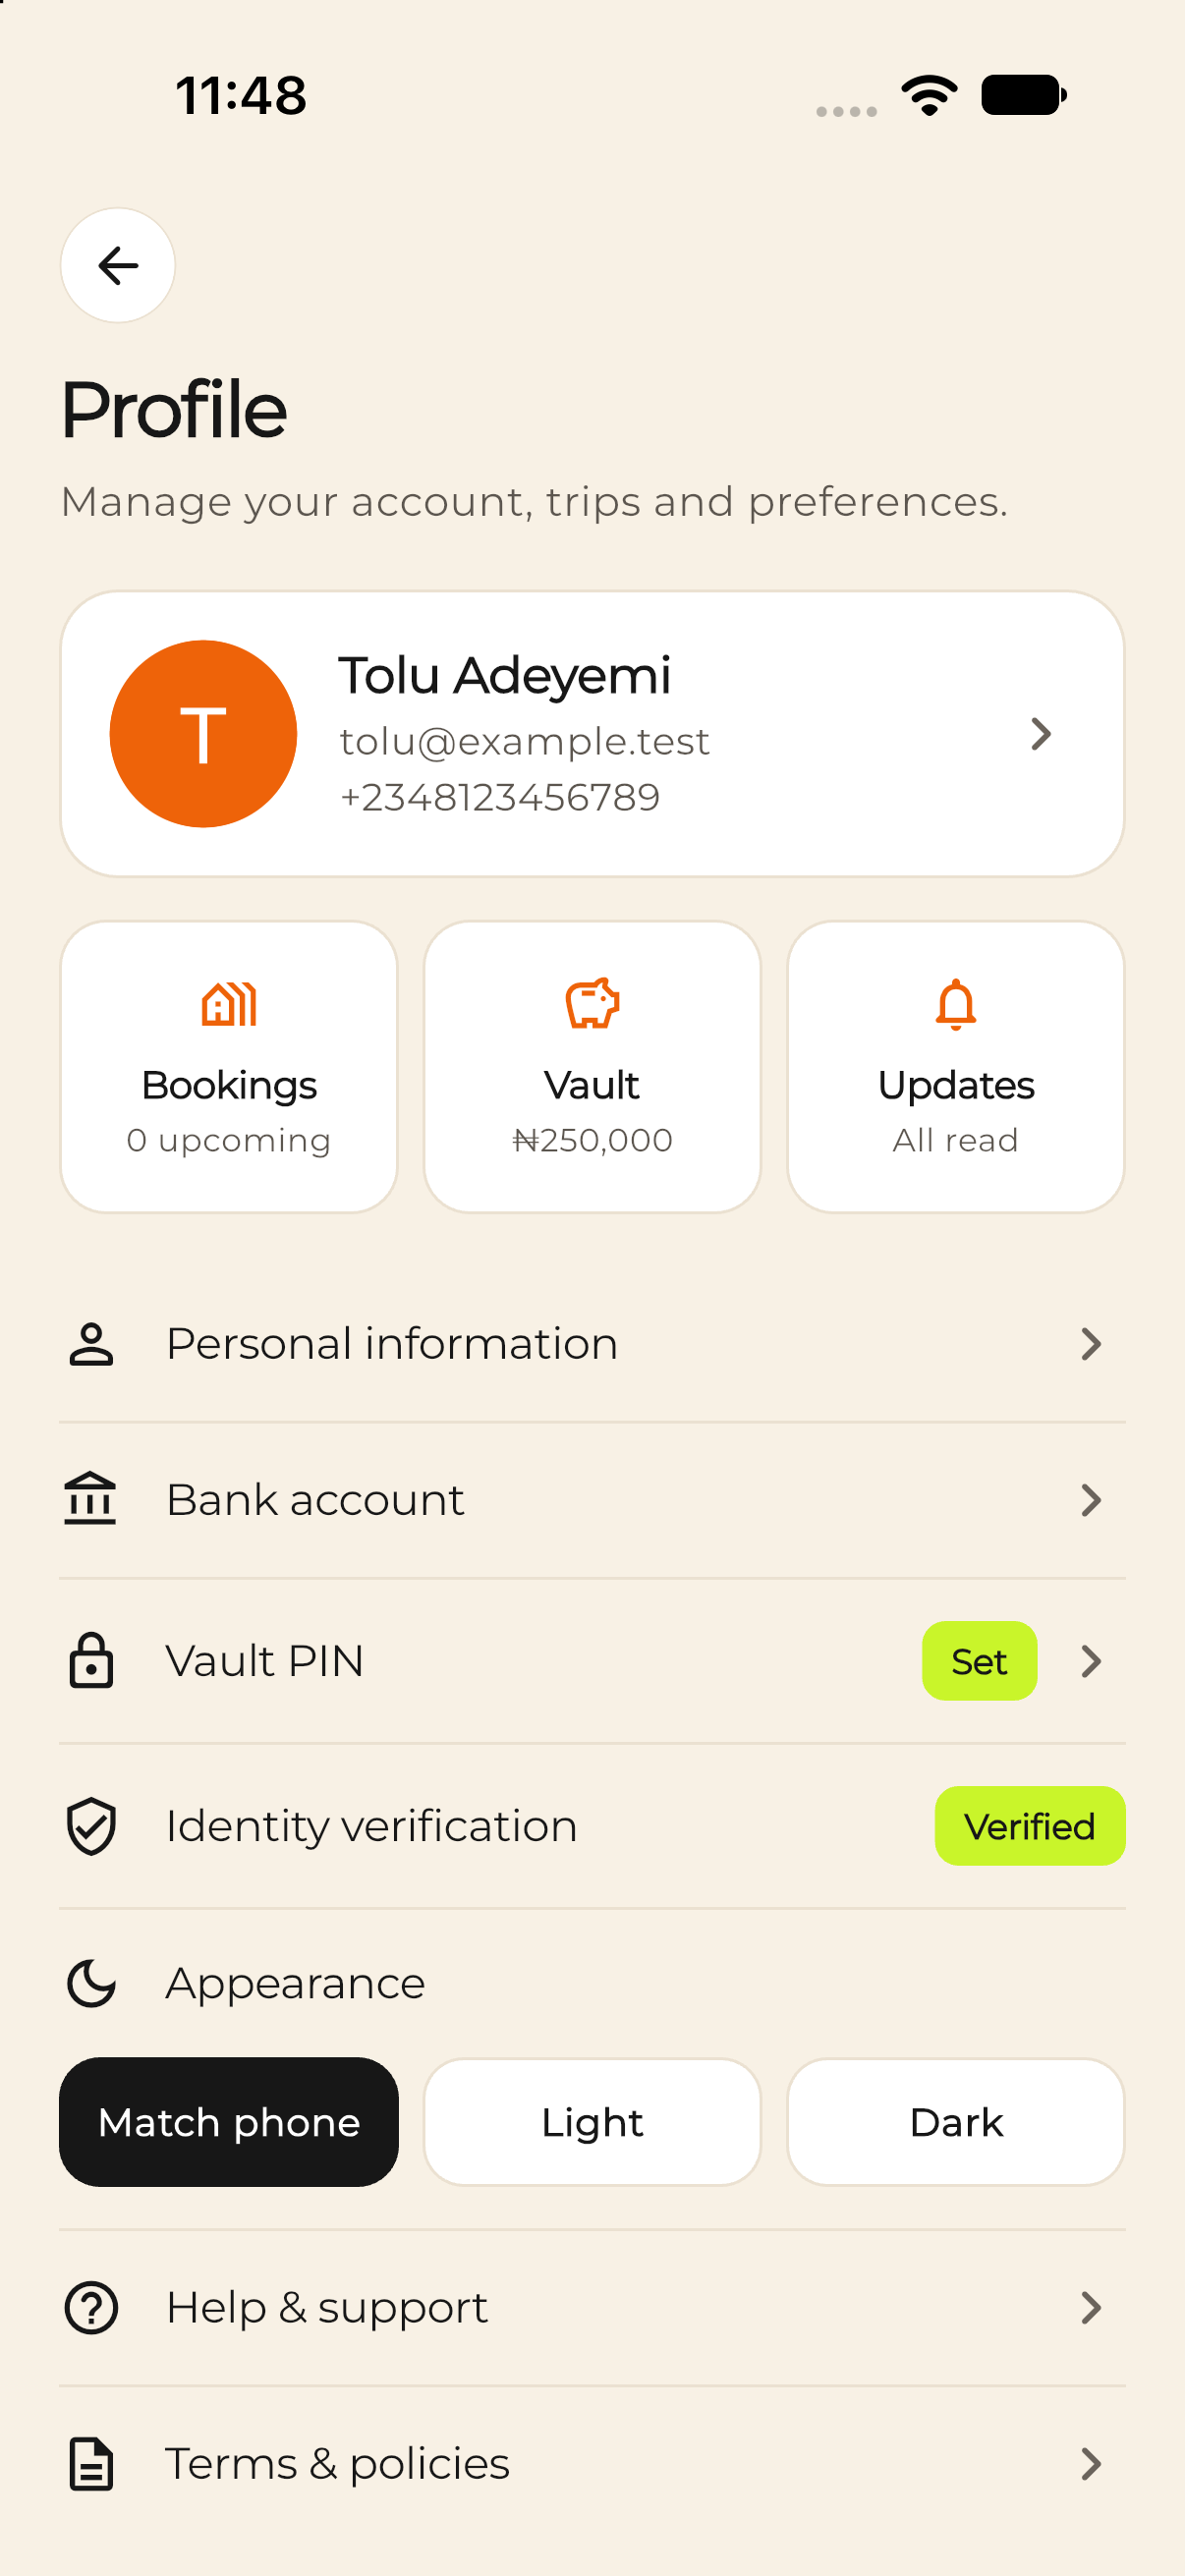 11:48
Profile
Manage your account, trips and preferences.
T
Tolu Adeyemi
tolu@example.test
+2348123456789
Bookings
0 upcoming
Vault
₦250,000
Updates
All read
Personal information
Bank account
Vault PIN
Set
Identity verification
Verified
Appearance
Match phone
Light
Dark
Help & support
Terms & policies